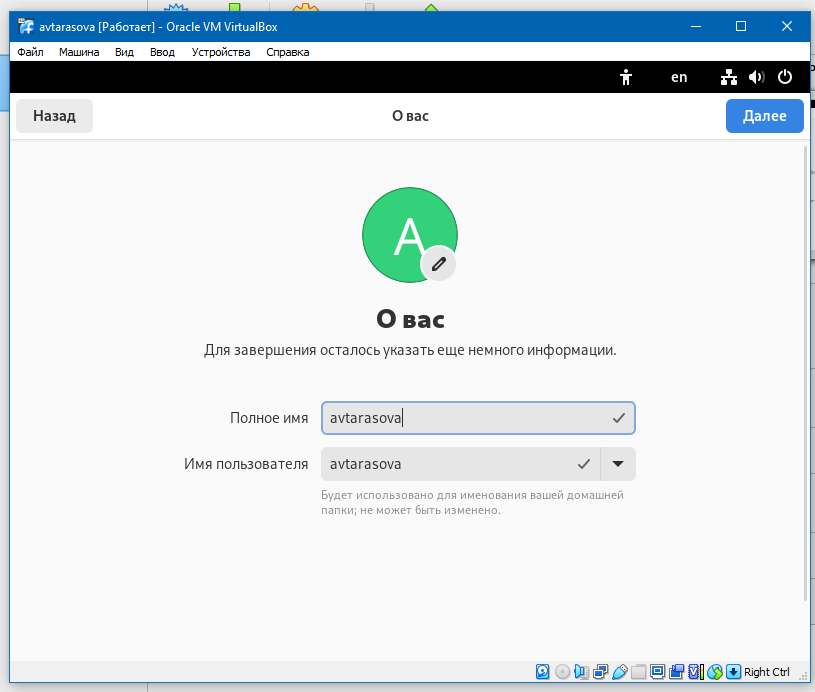 avtarasova [Работает] - Oracle VM VirtualBox
Файл Машина Вид Ввод Устройства Справка
en
Назад О вас Далее
A
О вас
Для завершения осталось указать еще немного информации.
Полное имя avtarasova
Имя пользователя avtarasova
Будет использовано для именования вашей домашней
папки; не может быть изменено.
Right Ctrl